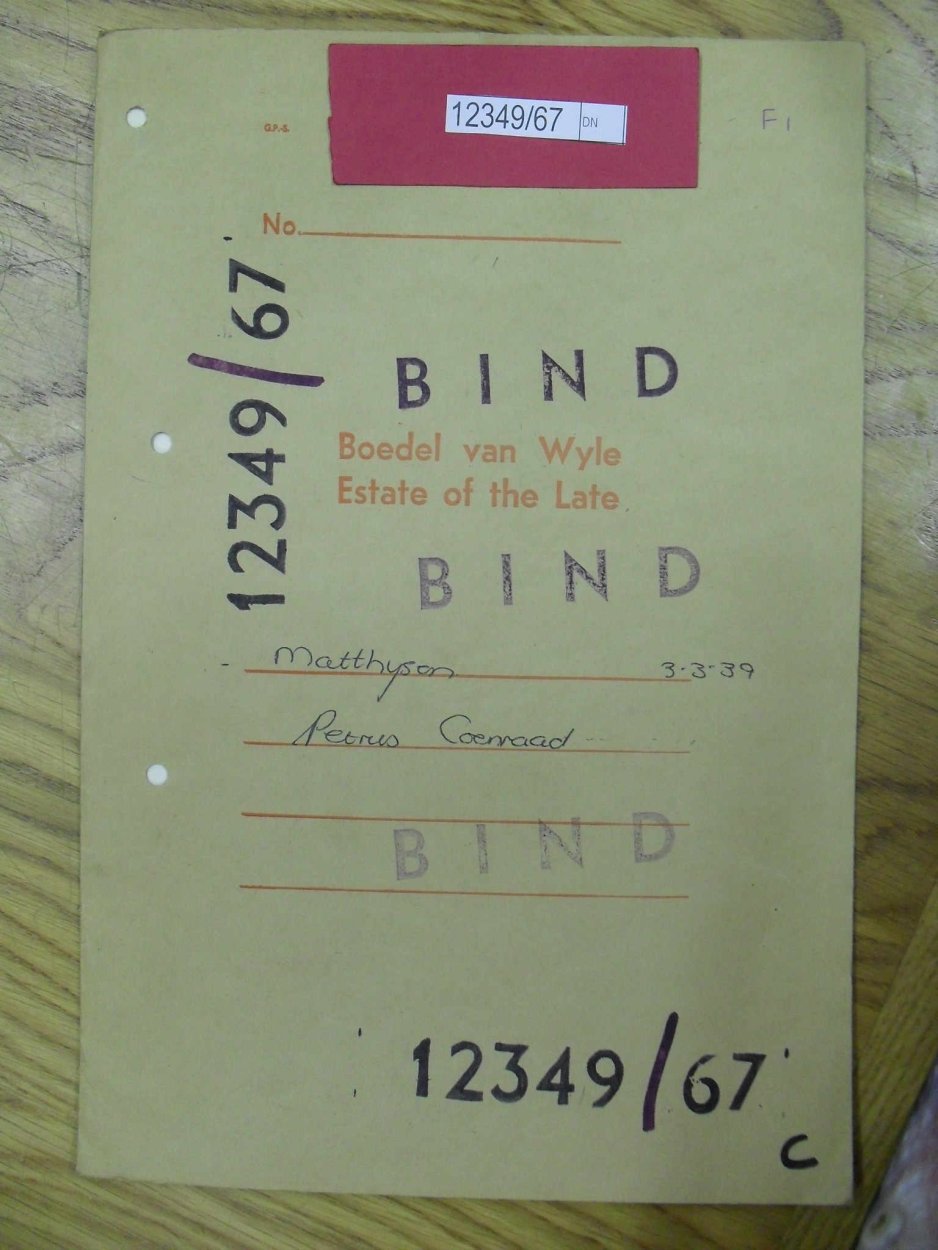 12349/67 DN
F1
G.P.-S.
No.
12349/67
BIND
Boedel van Wyle
Estate of the Late
BIND
Matthysen 3-3-39
Petrus Coenraad
BIND
12349/67
C